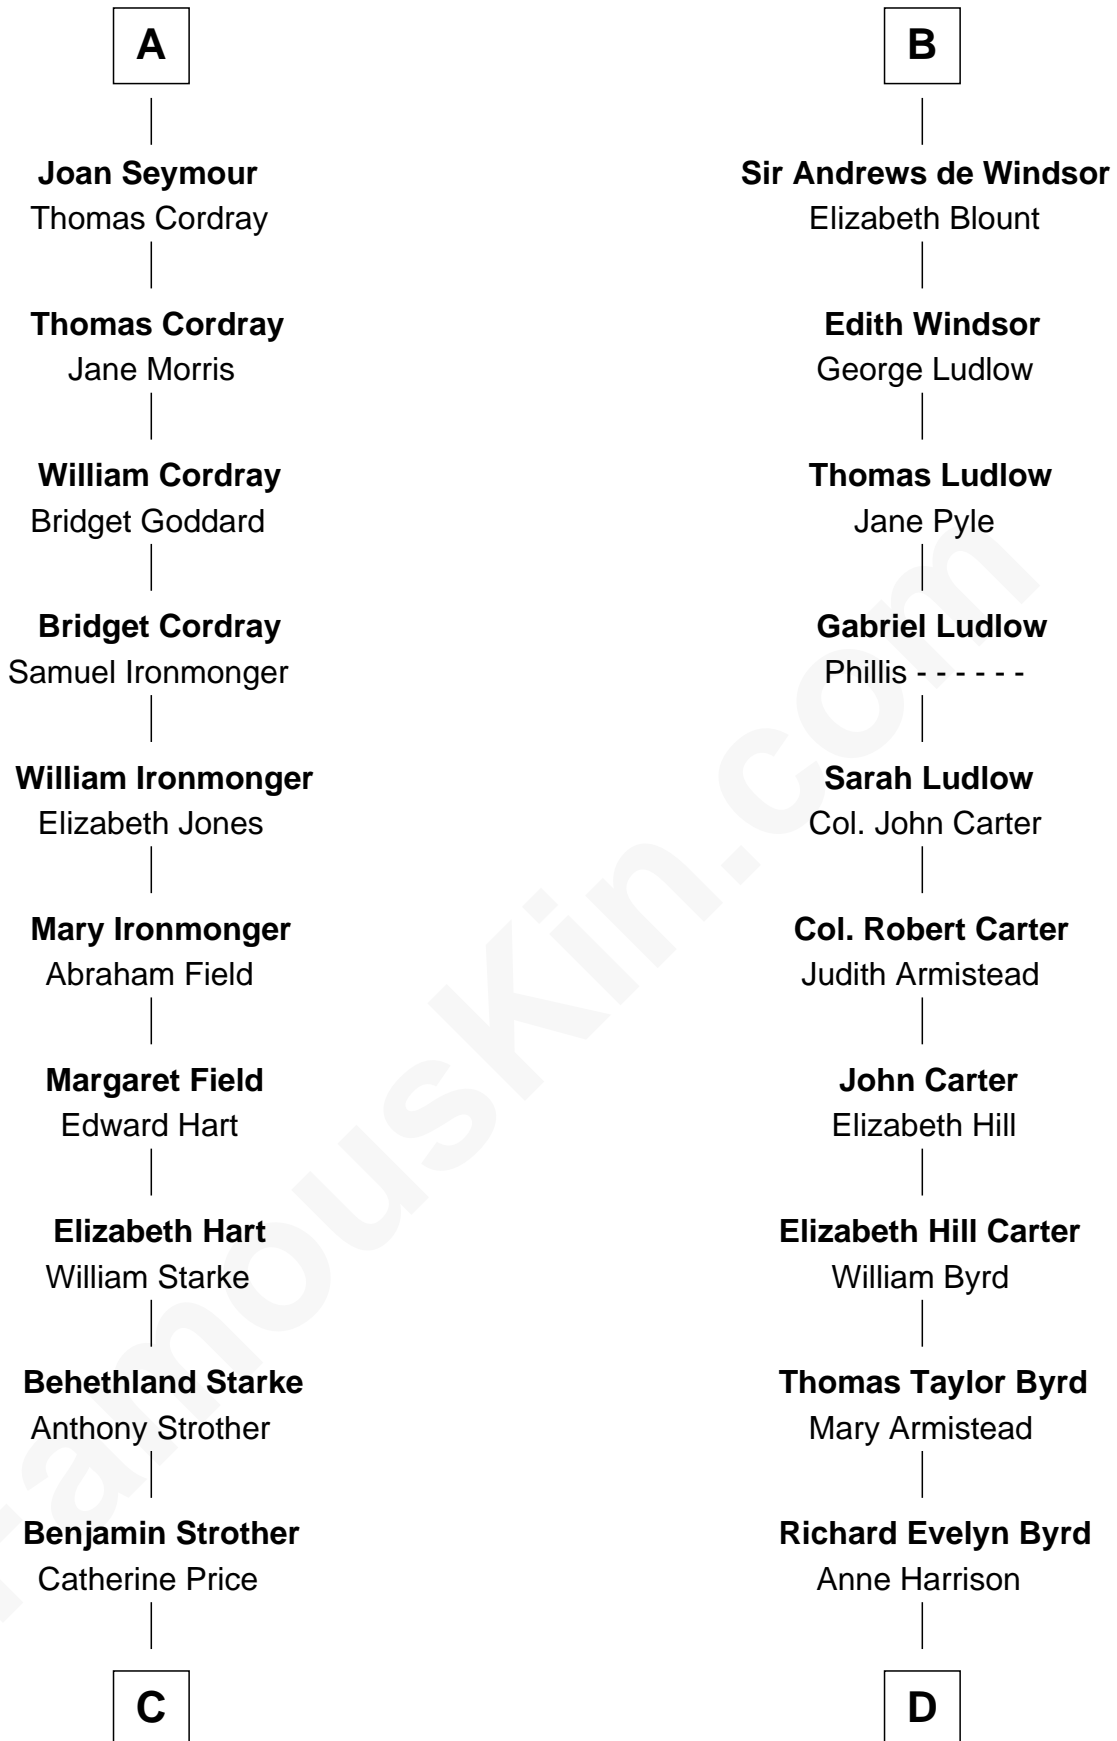 A
Joan Seymour
Thomas Cordray
Thomas Cordray
Jane Morris
William Cordray
Bridget Goddard
Bridget Cordray
Samuel Ironmonger
William Ironmonger
Elizabeth Jones
Mary Ironmonger
Abraham Field
Margaret Field
Edward Hart
Elizabeth Hart
William Starke
Behethland Starke
Anthony Strother
Benjamin Strother
Catherine Price
C
B
Sir Andrews de Windsor
Elizabeth Blount
Edith Windsor
George Ludlow
Thomas Ludlow
Jane Pyle
Gabriel Ludlow
Phillis - - - - - -
Sarah Ludlow
Col. John Carter
Col. Robert Carter
Judith Armistead
John Carter
Elizabeth Hill
Elizabeth Hill Carter
William Byrd
Thomas Taylor Byrd
Mary Armistead
Richard Evelyn Byrd
Anne Harrison
D
FamousKin.com